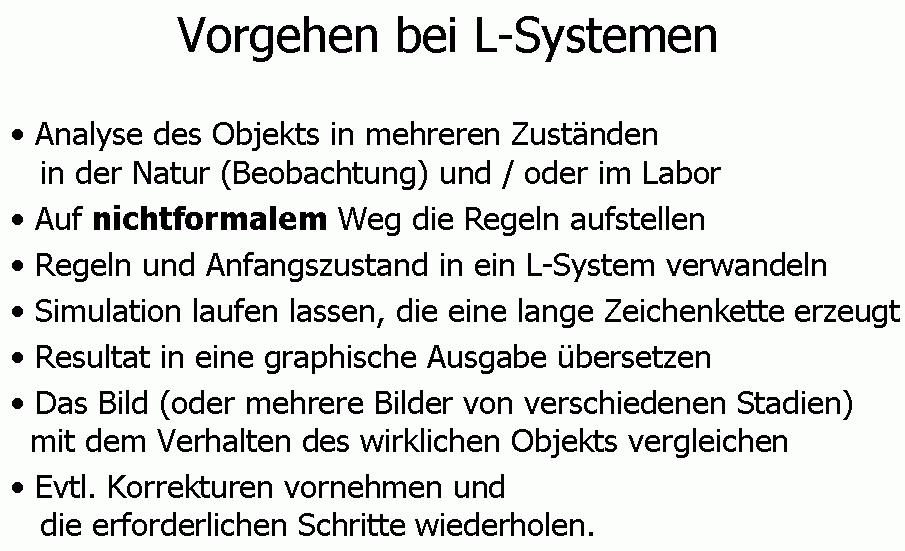 Vorgehen bei L-Systemen
• Analyse des Objekts in mehreren Zuständen
in der Natur (Beobachtung) und / oder im Labor
• Auf nichtformalem Weg die Regeln aufstellen
• Regeln und Anfangszustand in ein L-System verwandeln
• Simulation laufen lassen, die eine lange Zeichenkette erzeugt
• Resultat in eine graphische Ausgabe übersetzen
• Das Bild (oder mehrere Bilder von verschiedenen Stadien)
mit dem Verhalten des wirklichen Objekts vergleichen
• Evtl. Korrekturen vornehmen und
die erforderlichen Schritte wiederholen.